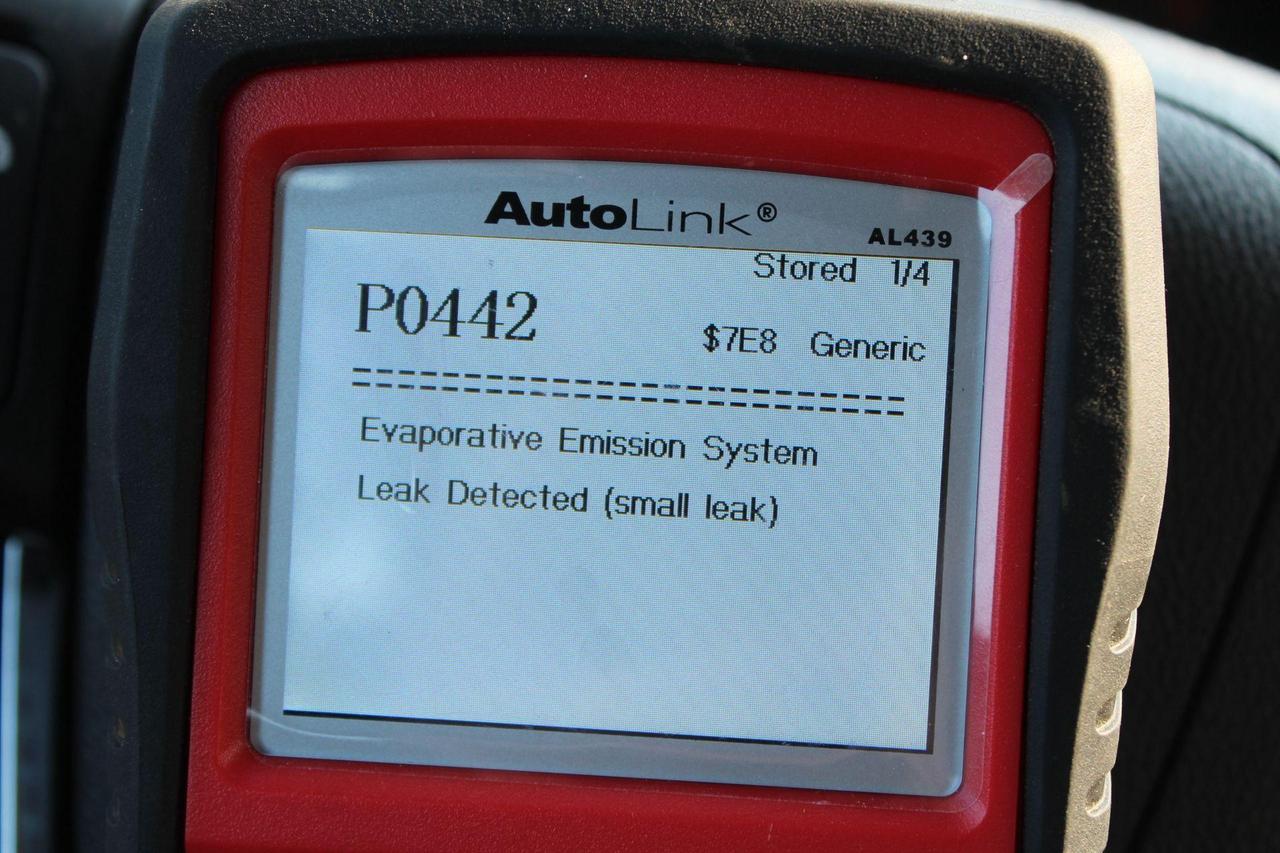 AutoLink®
AL439
Stored 1/4
P0442
$7E8 Generic
================================
Evaporative Emission System
Leak Detected (small leak)